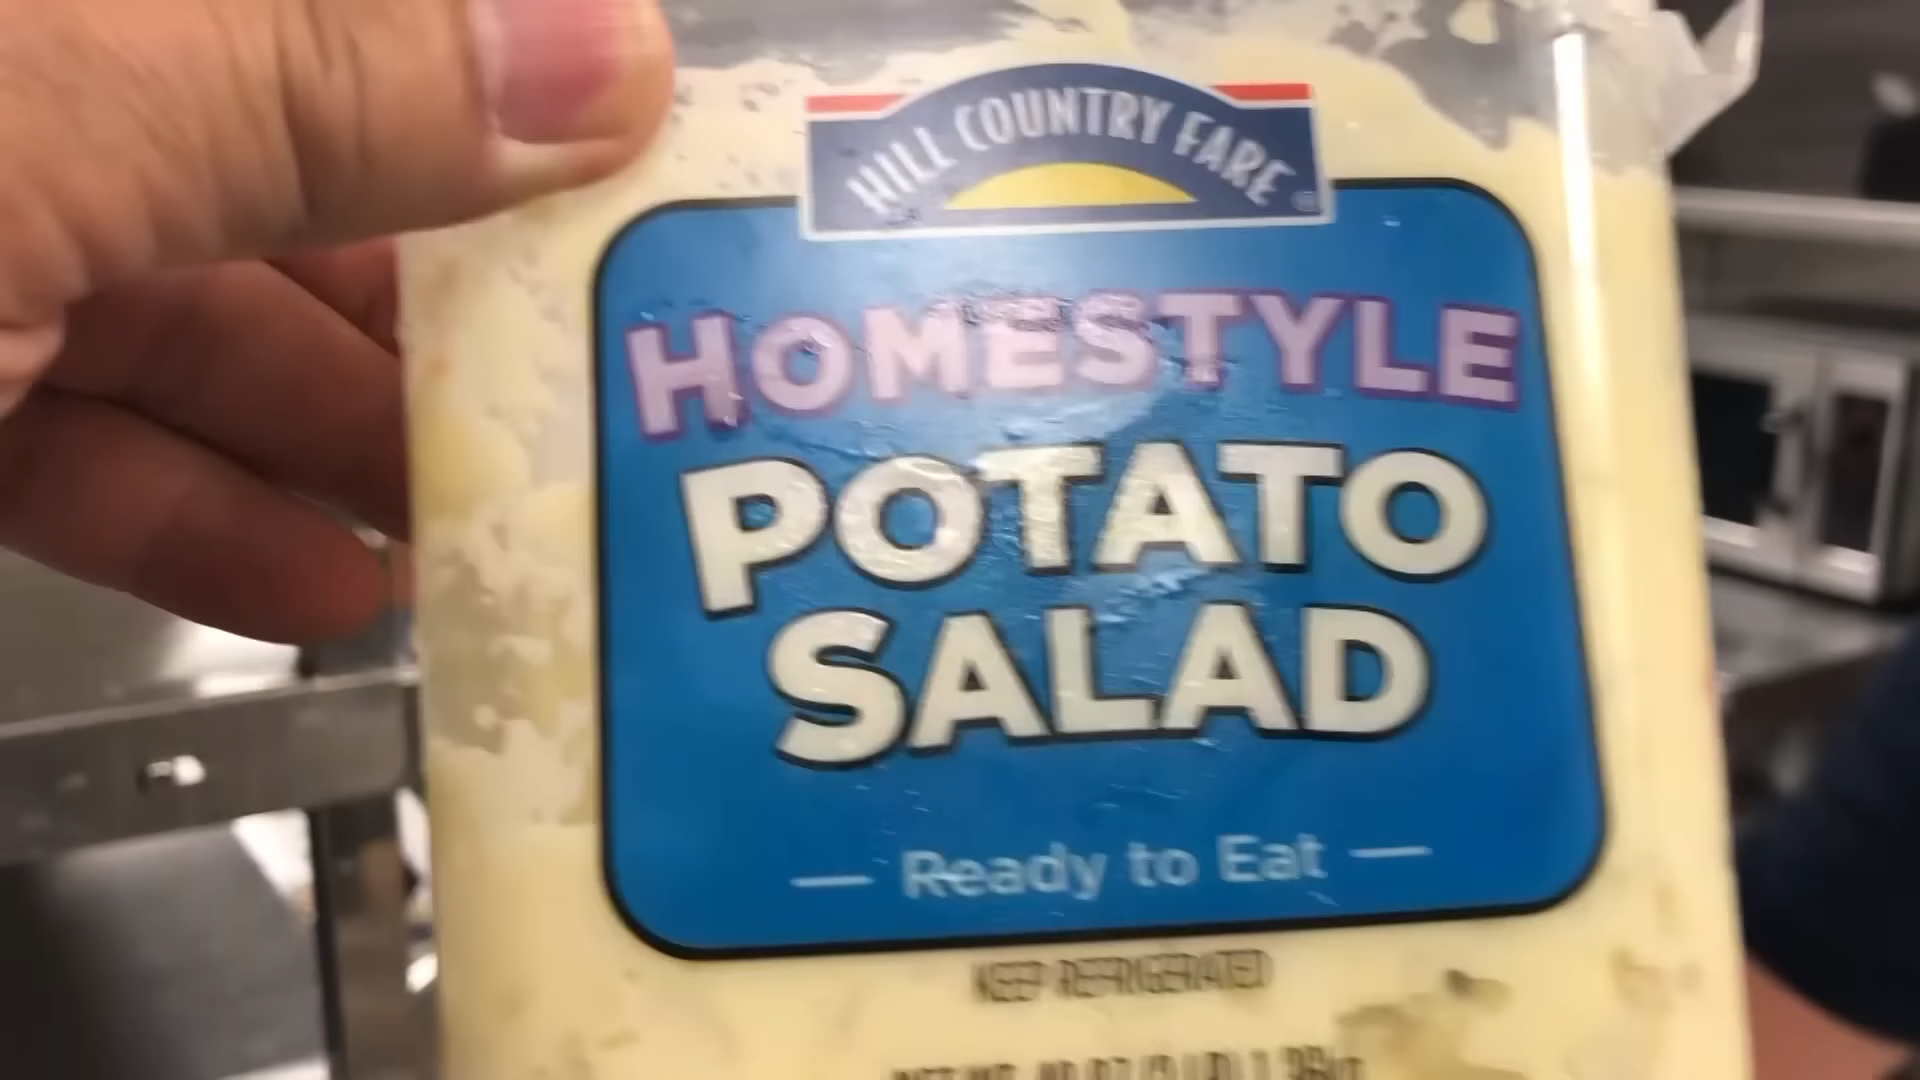 HILL COUNTRY FARE ®
HOMESTYLE
POTATO
SALAD
Ready to Eat
KEEP REFRIGERATED